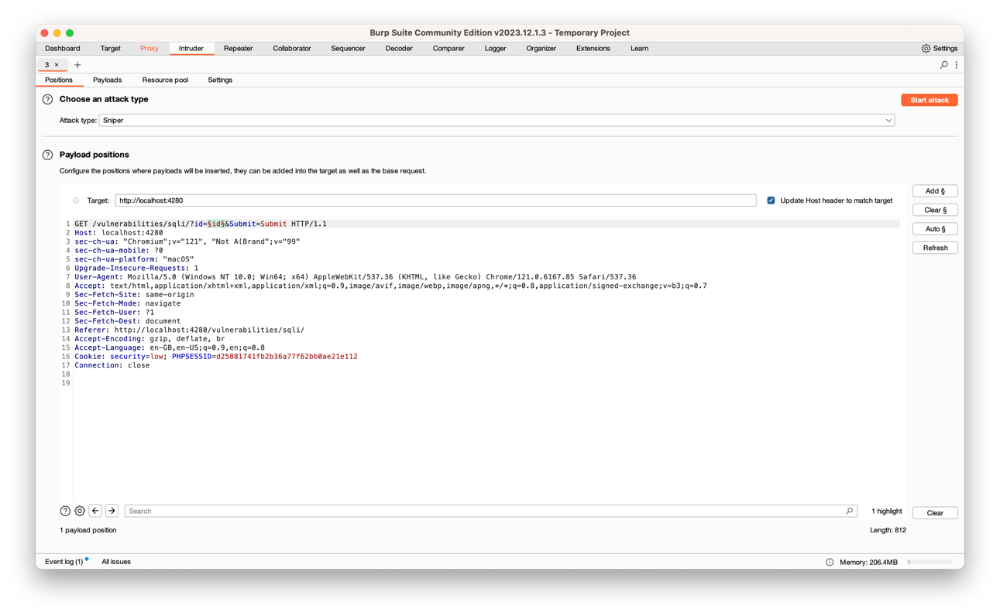 Burp Suite Community Edition v2023.12.1.3 - Temporary Project
Dashboard Target Proxy Intruder Repeater Collaborator Sequencer Decoder Comparer Logger Organizer Extensions Learn Settings
3 × +
Positions Payloads Resource pool Settings
? Choose an attack type Start attack
Attack type: Sniper
? Payload positions
Configure the positions where payloads will be inserted, they can be added into the target as well as the base request.
Target: http://localhost:4280 Update Host header to match target
Add §
Clear §
Auto §
Refresh
1 GET /vulnerabilities/sqli/?id=§id§&Submit=Submit HTTP/1.1
2 Host: localhost:4280
3 sec-ch-ua: "Chromium";v="121", "Not A(Brand";v="99"
4 sec-ch-ua-mobile: ?0
5 sec-ch-ua-platform: "macOS"
6 Upgrade-Insecure-Requests: 1
7 User-Agent: Mozilla/5.0 (Windows NT 10.0; Win64; x64) AppleWebKit/537.36 (KHTML, like Gecko) Chrome/121.0.6167.85 Safari/537.36
8 Accept: text/html,application/xhtml+xml,application/xml;q=0.9,image/avif,image/webp,image/apng,*/*;q=0.8,application/signed-exchange;v=b3;q=0.7
9 Sec-Fetch-Site: same-origin
10 Sec-Fetch-Mode: navigate
11 Sec-Fetch-User: ?1
12 Sec-Fetch-Dest: document
13 Referer: http://localhost:4280/vulnerabilities/sqli/
14 Accept-Encoding: gzip, deflate, br
15 Accept-Language: en-GB,en-US;q=0.9,en;q=0.8
16 Cookie: security=low; PHPSESSID=d25881741fb2b36a77f62bb0ae21e112
17 Connection: close
18
19
? Search 1 highlight Clear
1 payload position Length: 812
Event log (1) All issues Memory: 206.4MB